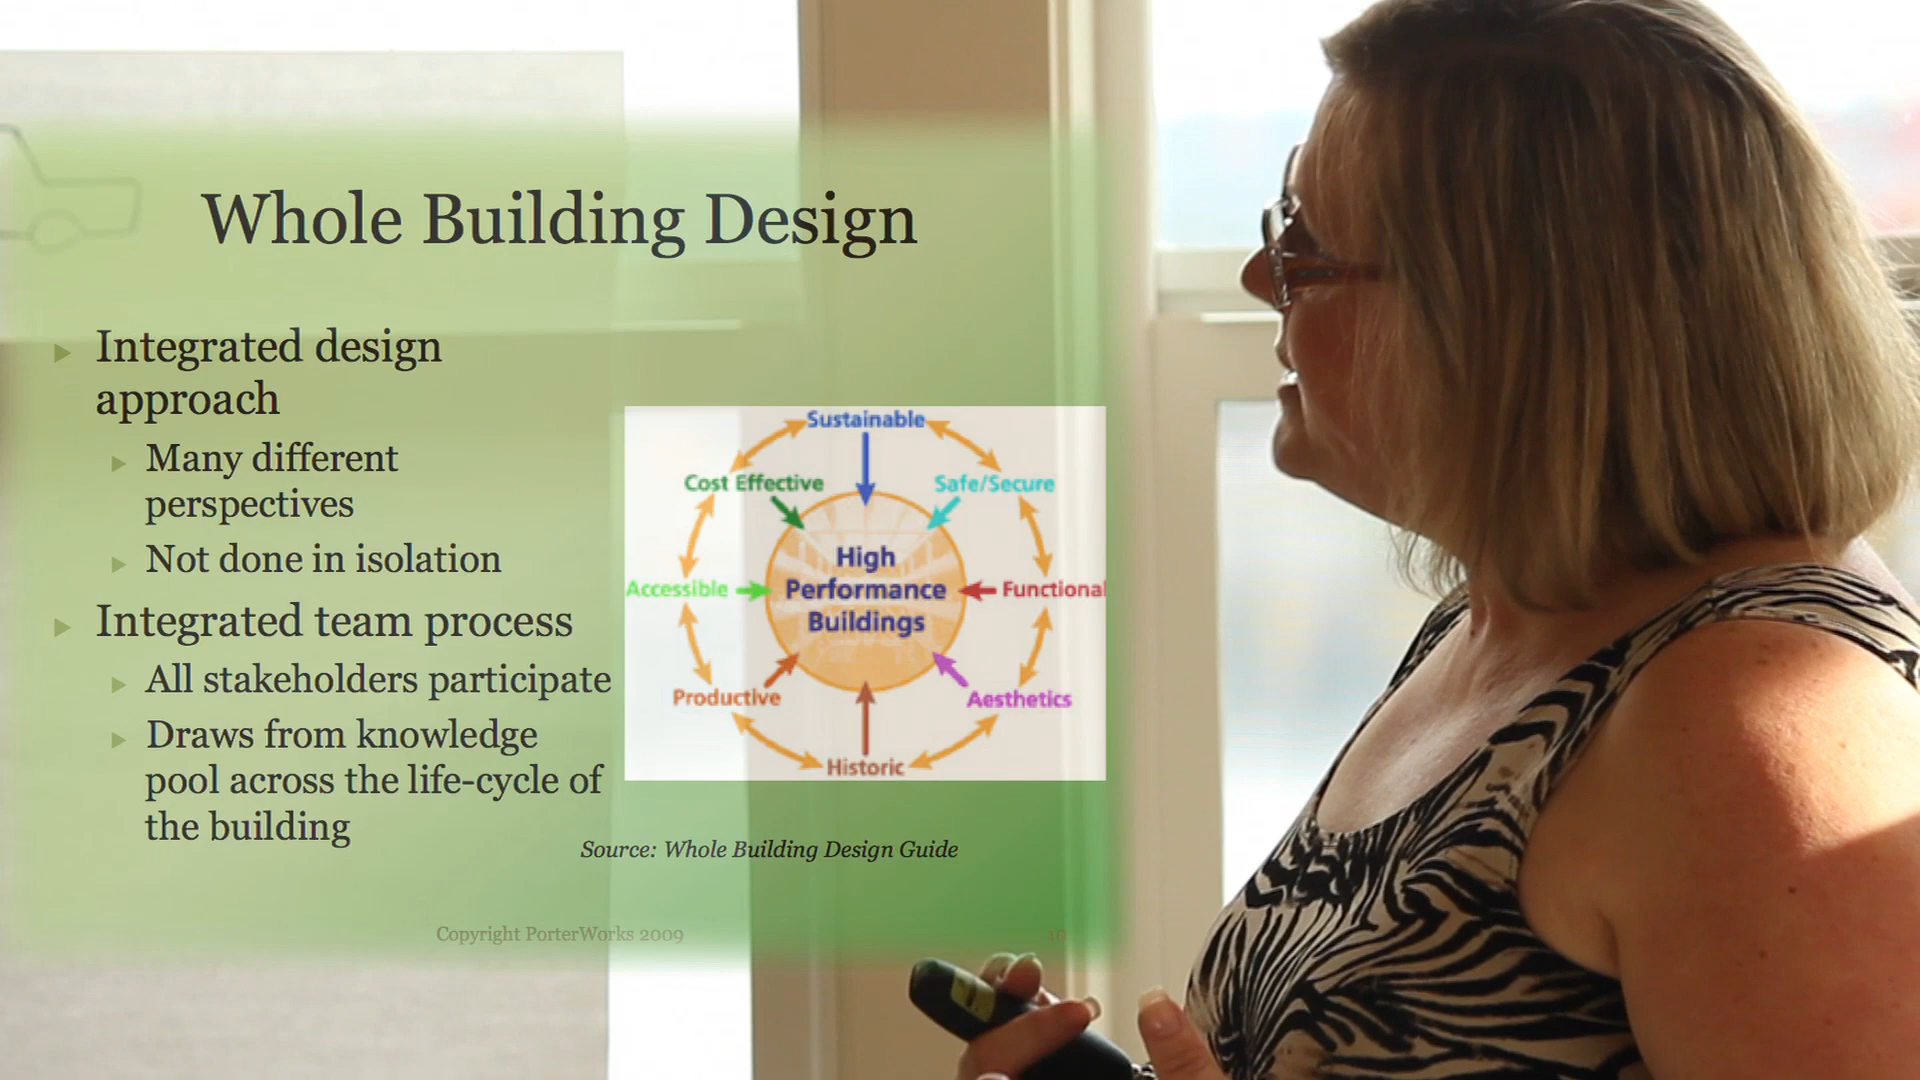 Whole Building Design
Integrated design
approach
Many different
perspectives
Not done in isolation
Integrated team process
All stakeholders participate
Draws from knowledge
pool across the life-cycle of
the building
Sustainable
Cost Effective
Safe/Secure
High
Performance
Buildings
Accessible
Functional
Productive
Aesthetics
Historic
Source: Whole Building Design Guide
Copyright PorterWorks 2009
10